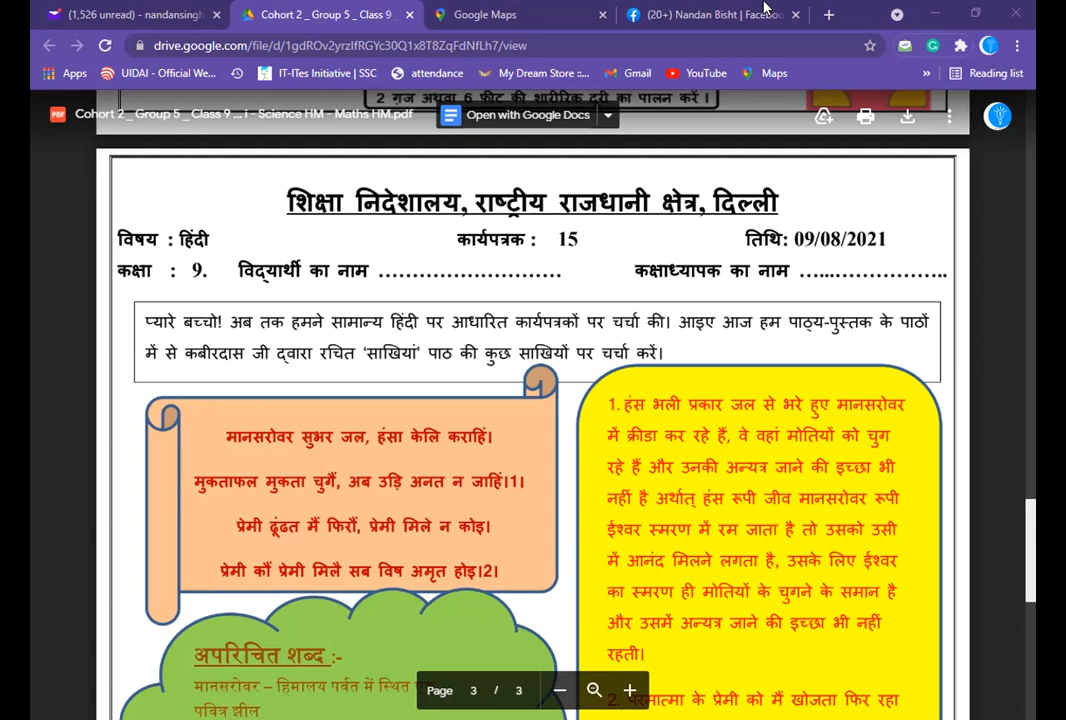 (1,526 unread) - nandansingh
Cohort 2 _ Group 5 _ Class 9
Google Maps
(20+) Nandan Bisht | Facebo
drive.google.com/file/d/1gdROv2yrzIfRGYc30Q1x8T8ZqFdNfLh7/view
Apps
UIDAI - Official We...
IT-ITes Initiative | SSC
attendance
My Dream Store ::...
Gmail
YouTube
Maps
»
Reading list
2 गज़ अथवा 6 फीट की शारीरिक दूरी का पालन करें ।
Cohort 2 _ Group 5 _ Class 9 ... i - Science HM - Maths HM.pdf
Open with Google Docs
शिक्षा निदेशालय, राष्ट्रीय राजधानी क्षेत्र, दिल्ली
विषय : हिंदी कार्यपत्रक : 15 तिथि: 09/08/2021
कक्षा : 9. विद्यार्थी का नाम ........................... कक्षाध्यापक का नाम ......................
प्यारे बच्चो! अब तक हमने सामान्य हिंदी पर आधारित कार्यपत्रकों पर चर्चा की। आइए आज हम पाठ्य-पुस्तक के पाठों
में से कबीरदास जी द्वारा रचित ‘साखियां’ पाठ की कुछ साखियों पर चर्चा करें।
मानसरोवर सुभर जल, हंसा केलि कराहिं।
मुकताफल मुकता चुगैं, अब उड़ि अनत न जाहिं।1।
प्रेमी ढूंढत मैं फिरौं, प्रेमी मिले न कोइ।
प्रेमी कौं प्रेमी मिलै सब विष अमृत होइ।2।
अपरिचित शब्द :-
मानसरोवर – हिमालय पर्वत में स्थित एक
पवित्र झील
1. हंस भली प्रकार जल से भरे हुए मानसरोवर
में क्रीडा कर रहे हैं, वे वहां मोतियों को चुग
रहे हैं और उनकी अन्यत्र जाने की इच्छा भी
नहीं है अर्थात् हंस रूपी जीव मानसरोवर रूपी
ईश्वर स्मरण में रम जाता है तो उसको उसी
में आनंद मिलने लगता है, उसके लिए ईश्वर
का स्मरण ही मोतियों के चुगने के समान है
और उसमें अन्यत्र जाने की इच्छा भी नहीं
रहती।
2. परमात्मा के प्रेमी को मैं खोजता फिर रहा
Page 3 / 3